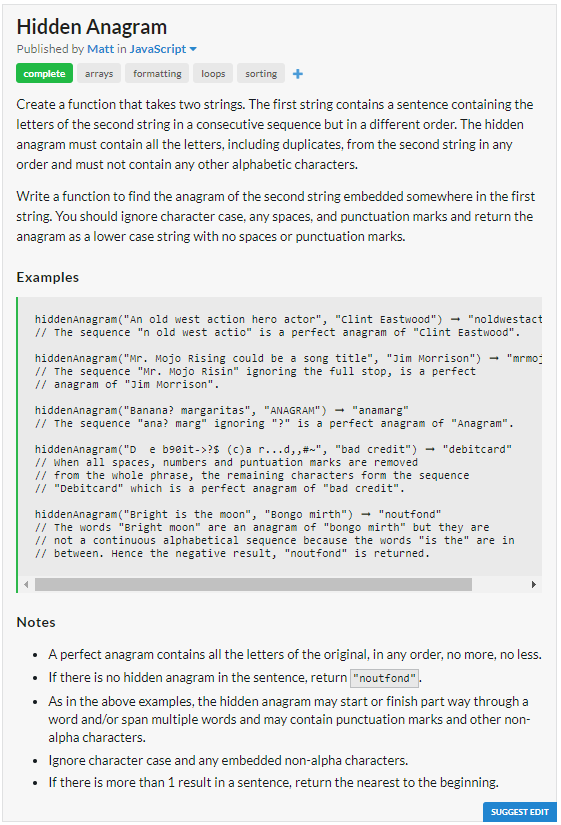 Hidden Anagram
Published by Matt in JavaScript
complete arrays formatting loops sorting +
Create a function that takes two strings. The first string contains a sentence containing the
letters of the second string in a consecutive sequence but in a different order. The hidden
anagram must contain all the letters, including duplicates, from the second string in any
order and must not contain any other alphabetic characters.
Write a function to find the anagram of the second string embedded somewhere in the first
string. You should ignore character case, any spaces, and punctuation marks and return the
anagram as a lower case string with no spaces or punctuation marks.
Examples
hiddenAnagram("An old west action hero actor", "Clint Eastwood") ➞ "noldwestact
// The sequence "n old west actio" is a perfect anagram of "Clint Eastwood".
hiddenAnagram("Mr. Mojo Rising could be a song title", "Jim Morrison") ➞ "mrmoj
// The sequence "Mr. Mojo Risin" ignoring the full stop, is a perfect
// anagram of "Jim Morrison".
hiddenAnagram("Banana? margaritas", "ANAGRAM") ➞ "anamarg"
// The sequence "ana? marg" ignoring "?" is a perfect anagram of "Anagram".
hiddenAnagram("D  e b90it->?$ (c)a r...d,,#~", "bad credit") ➞ "debitcard"
// When all spaces, numbers and puntuation marks are removed
// from the whole phrase, the remaining characters form the sequence
// "Debitcard" which is a perfect anagram of "bad credit".
hiddenAnagram("Bright is the moon", "Bongo mirth") ➞ "noutfond"
// The words "Bright moon" are an anagram of "bongo mirth" but they are
// not a continuous alphabetical sequence because the words "is the" are in
// between. Hence the negative result, "noutfond" is returned.
Notes
• A perfect anagram contains all the letters of the original, in any order, no more, no less.
• If there is no hidden anagram in the sentence, return "noutfond".
• As in the above examples, the hidden anagram may start or finish part way through a
word and/or span multiple words and may contain punctuation marks and other non-
alpha characters.
• Ignore character case and any embedded non-alpha characters.
• If there is more than 1 result in a sentence, return the nearest to the beginning.
SUGGEST EDIT